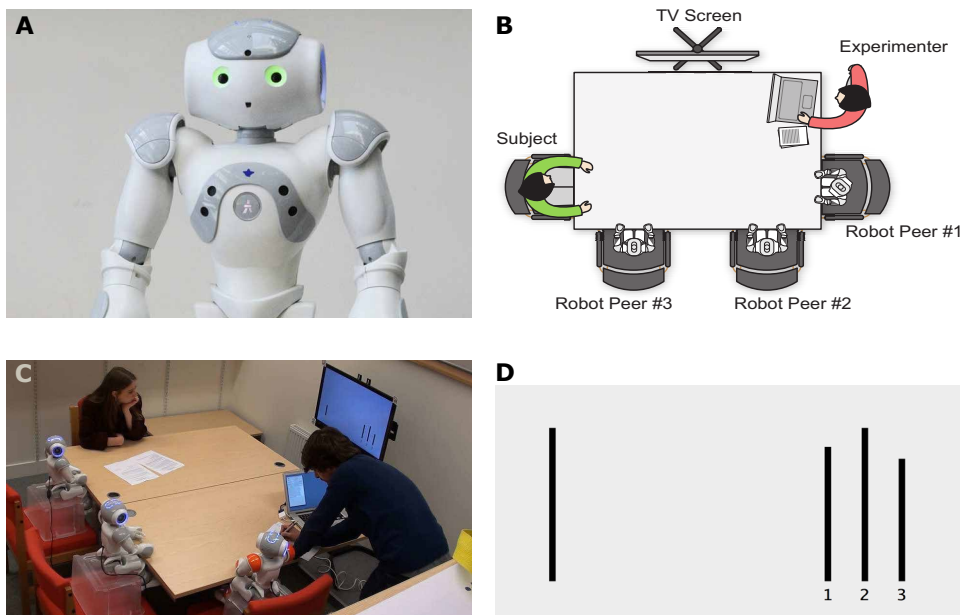 A
B
TV Screen
Experimenter
Subject
Robot Peer #1
Robot Peer #3
Robot Peer #2
C
D
1
2
3